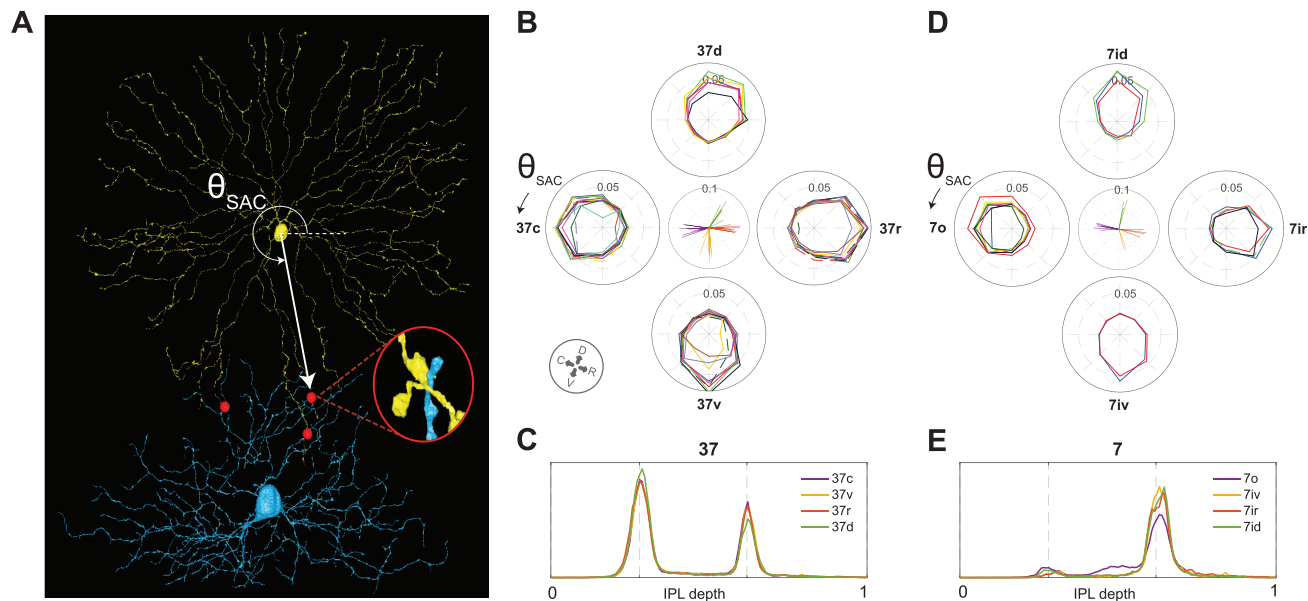 A
θSAC
B
37d
0.05
θSAC
37c
0.05
0.1
0.05
37r
0.05
37v
C
D
R
V
C
37
37c
37v
37r
37d
0
IPL depth
1
D
7id
0.05
θSAC
7o
0.05
0.1
0.05
7ir
0.05
7iv
E
7
7o
7iv
7ir
7id
0
IPL depth
1